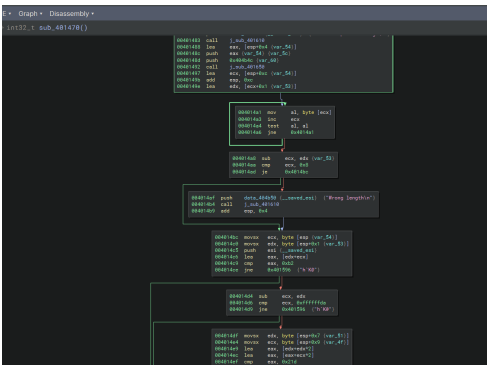 E ▾ Graph ▾ Disassembly ▾
int32_t sub_401470()
00401483 call j_sub_401610
00401488 lea eax, [esp+0x4 {var_54}]
0040148c push eax {var_54} {var_5c}
0040148d push 0x404b4c {var_60}
00401492 call j_sub_401650
00401497 lea ecx, [esp+0xc {var_54}]
0040149b add esp, 0xc
0040149e lea edx, [ecx+0x1 {var_53}]
004014a1 mov al, byte [ecx]
004014a3 inc ecx
004014a4 test al, al
004014a6 jne 0x4014a1
004014a8 sub ecx, edx {var_53}
004014aa cmp ecx, 0x8
004014ad je 0x4014bc
004014af push data_404b50 {__saved_esi} {"Wrong length\n"}
004014b4 call j_sub_401610
004014b9 add esp, 0x4
004014bc movsx ecx, byte [esp {var_54}]
004014c0 movsx edx, byte [esp+0x1 {var_53}]
004014c5 push esi {__saved_esi}
004014c6 lea eax, [edx+ecx]
004014c9 cmp eax, 0xb2
004014ce jne 0x401596 {"h`K@"}
004014d4 sub ecx, edx
004014d6 cmp ecx, 0xffffffda
004014d9 jne 0x401596 {"h`K@"}
004014df movsx edx, byte [esp+0x7 {var_51}]
004014e4 movsx ecx, byte [esp+0x9 {var_4f}]
004014e9 lea eax, [edx+edx*2]
004014ec lea eax, [eax+ecx*2]
004014ef cmp eax, 0x21d